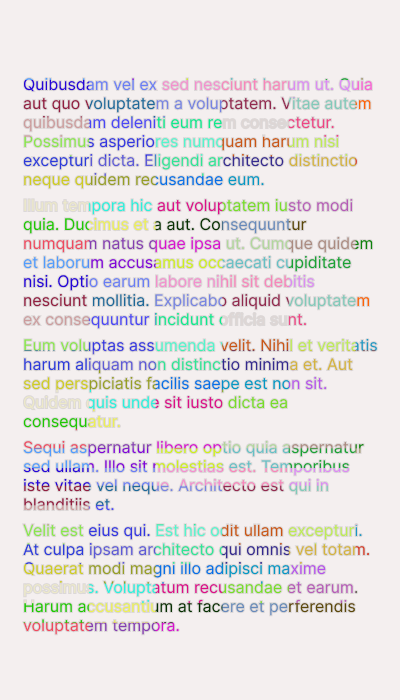 Quibusdam vel ex sed nesciunt harum ut. Quia
aut quo voluptatem a voluptatem. Vitae autem
quibusdam deleniti eum rem consectetur.
Possimus asperiores numquam harum nisi
excepturi dicta. Eligendi architecto distinctio
neque quidem recusandae eum.
Illum tempora hic aut voluptatem iusto modi
quia. Ducimus et a aut. Consequuntur
numquam natus quae ipsa ut. Cumque quidem
et laborum accusamus occaecati cupiditate
nisi. Optio earum labore nihil sit debitis
nesciunt mollitia. Explicabo aliquid voluptatem
ex consequuntur incidunt officia sunt.
Eum voluptas assumenda velit. Nihil et veritatis
harum aliquam non distinctio minima et. Aut
sed perspiciatis facilis saepe est non sit.
Quidem quis unde sit iusto dicta ea
consequatur.
Sequi aspernatur libero optio quia aspernatur
sed ullam. Illo sit molestias est. Temporibus
iste vitae vel neque. Architecto est qui in
blanditiis et.
Velit est eius qui. Est hic odit ullam excepturi.
At culpa ipsam architecto qui omnis vel totam.
Quaerat modi magni illo adipisci maxime
possimus. Voluptatum recusandae et earum.
Harum accusantium at facere et perferendis
voluptatem tempora.